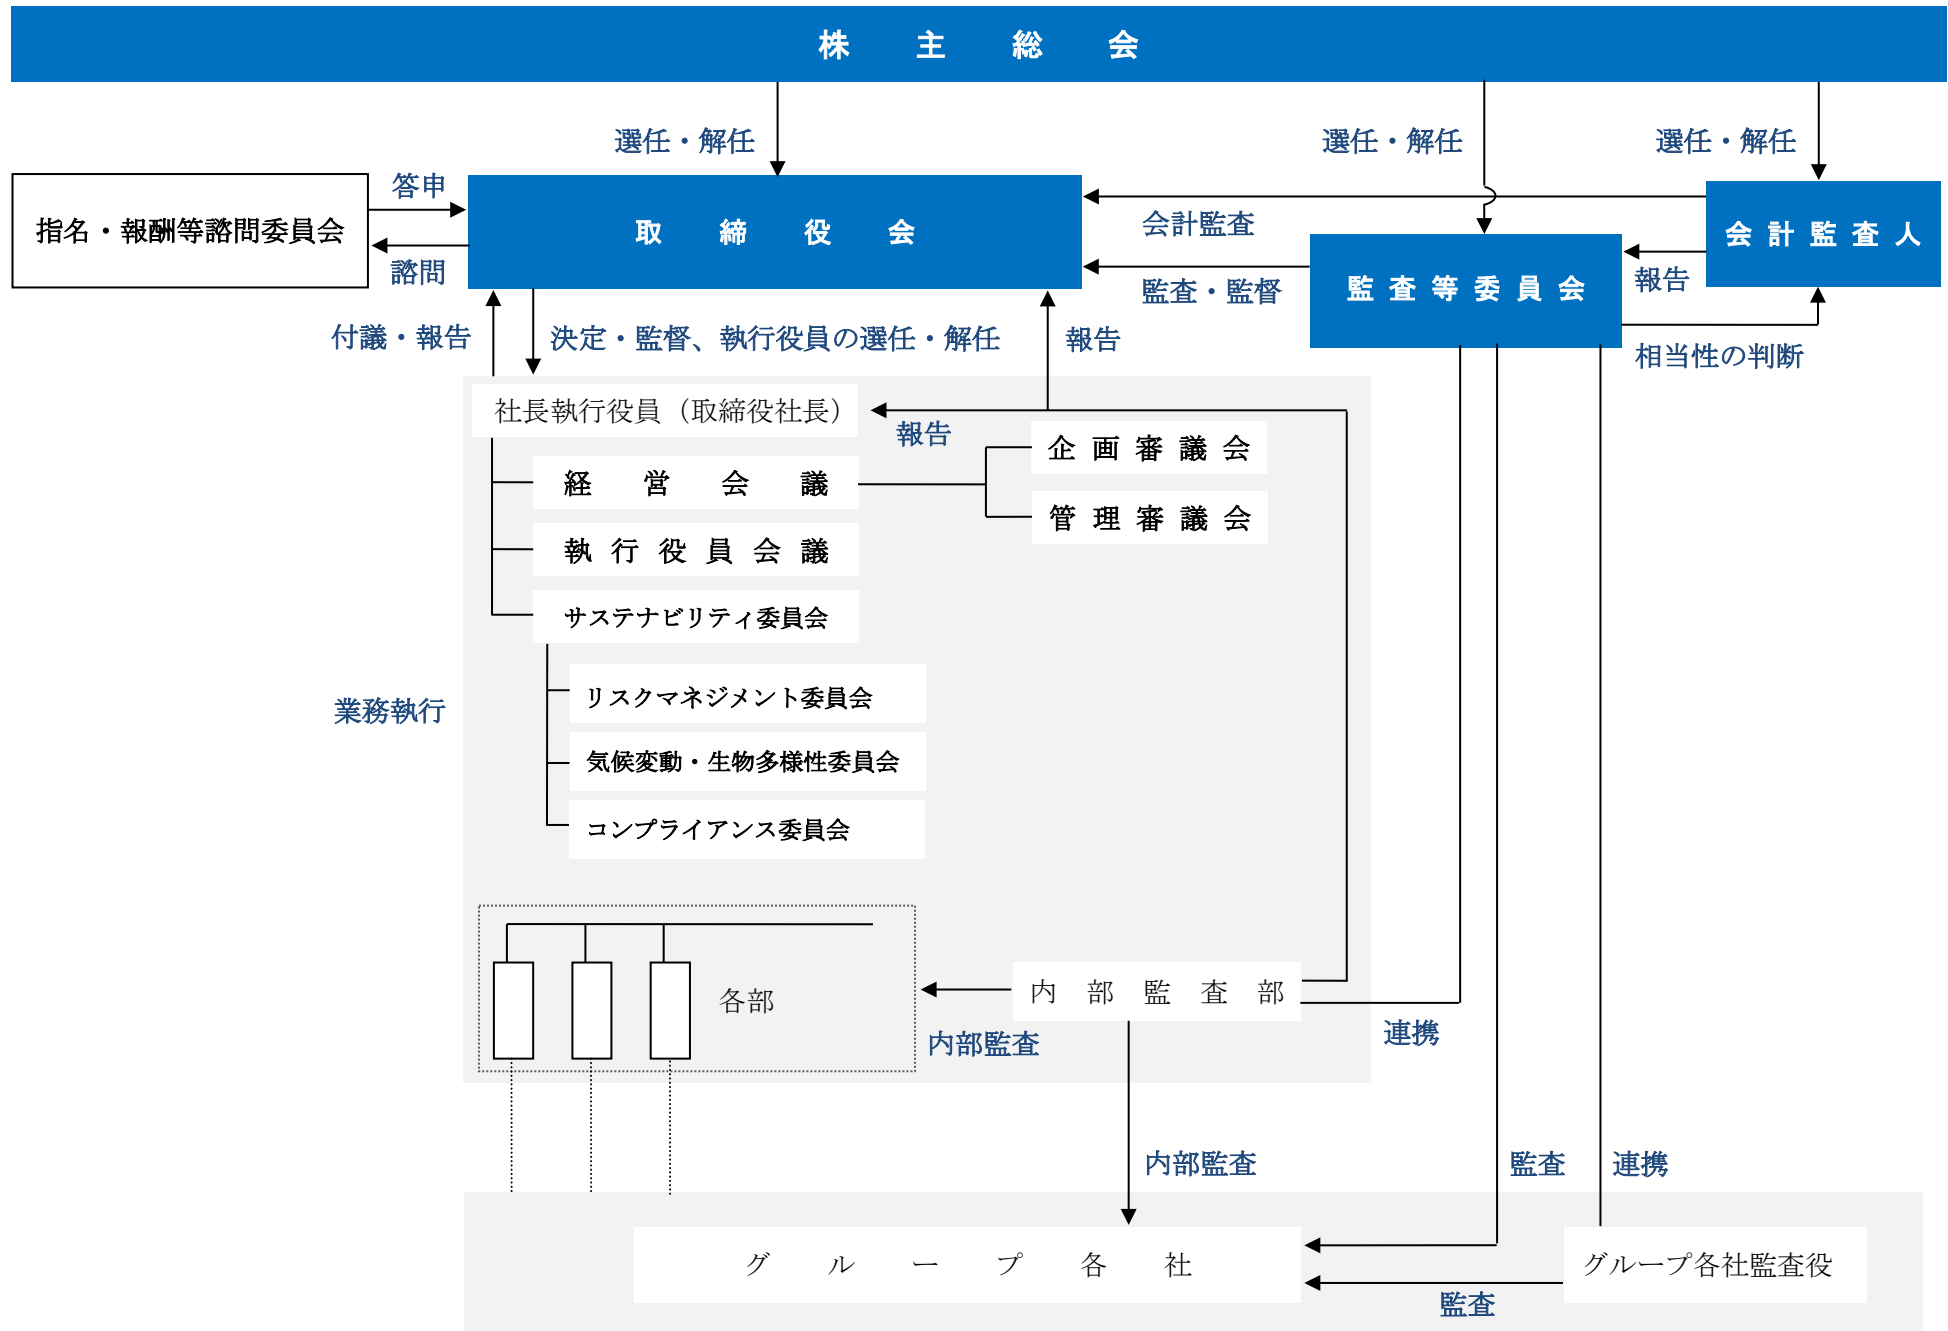 株主総会
選任・解任
選任・解任
選任・解任
答申
指名・報酬等諮問委員会
諮問
取締役会
会計監査
監査・監督
会計監査人
監査等委員会
報告
相当性の判断
付議・報告
決定・監督、執行役員の選任・解任
報告
社長執行役員（取締役社長）
報告
企画審議会
経営会議
管理審議会
執行役員会議
サステナビリティ委員会
業務執行
リスクマネジメント委員会
気候変動・生物多様性委員会
コンプライアンス委員会
各部
内部監査部
内部監査
連携
内部監査
監査
連携
グループ各社
グループ各社監査役
監査